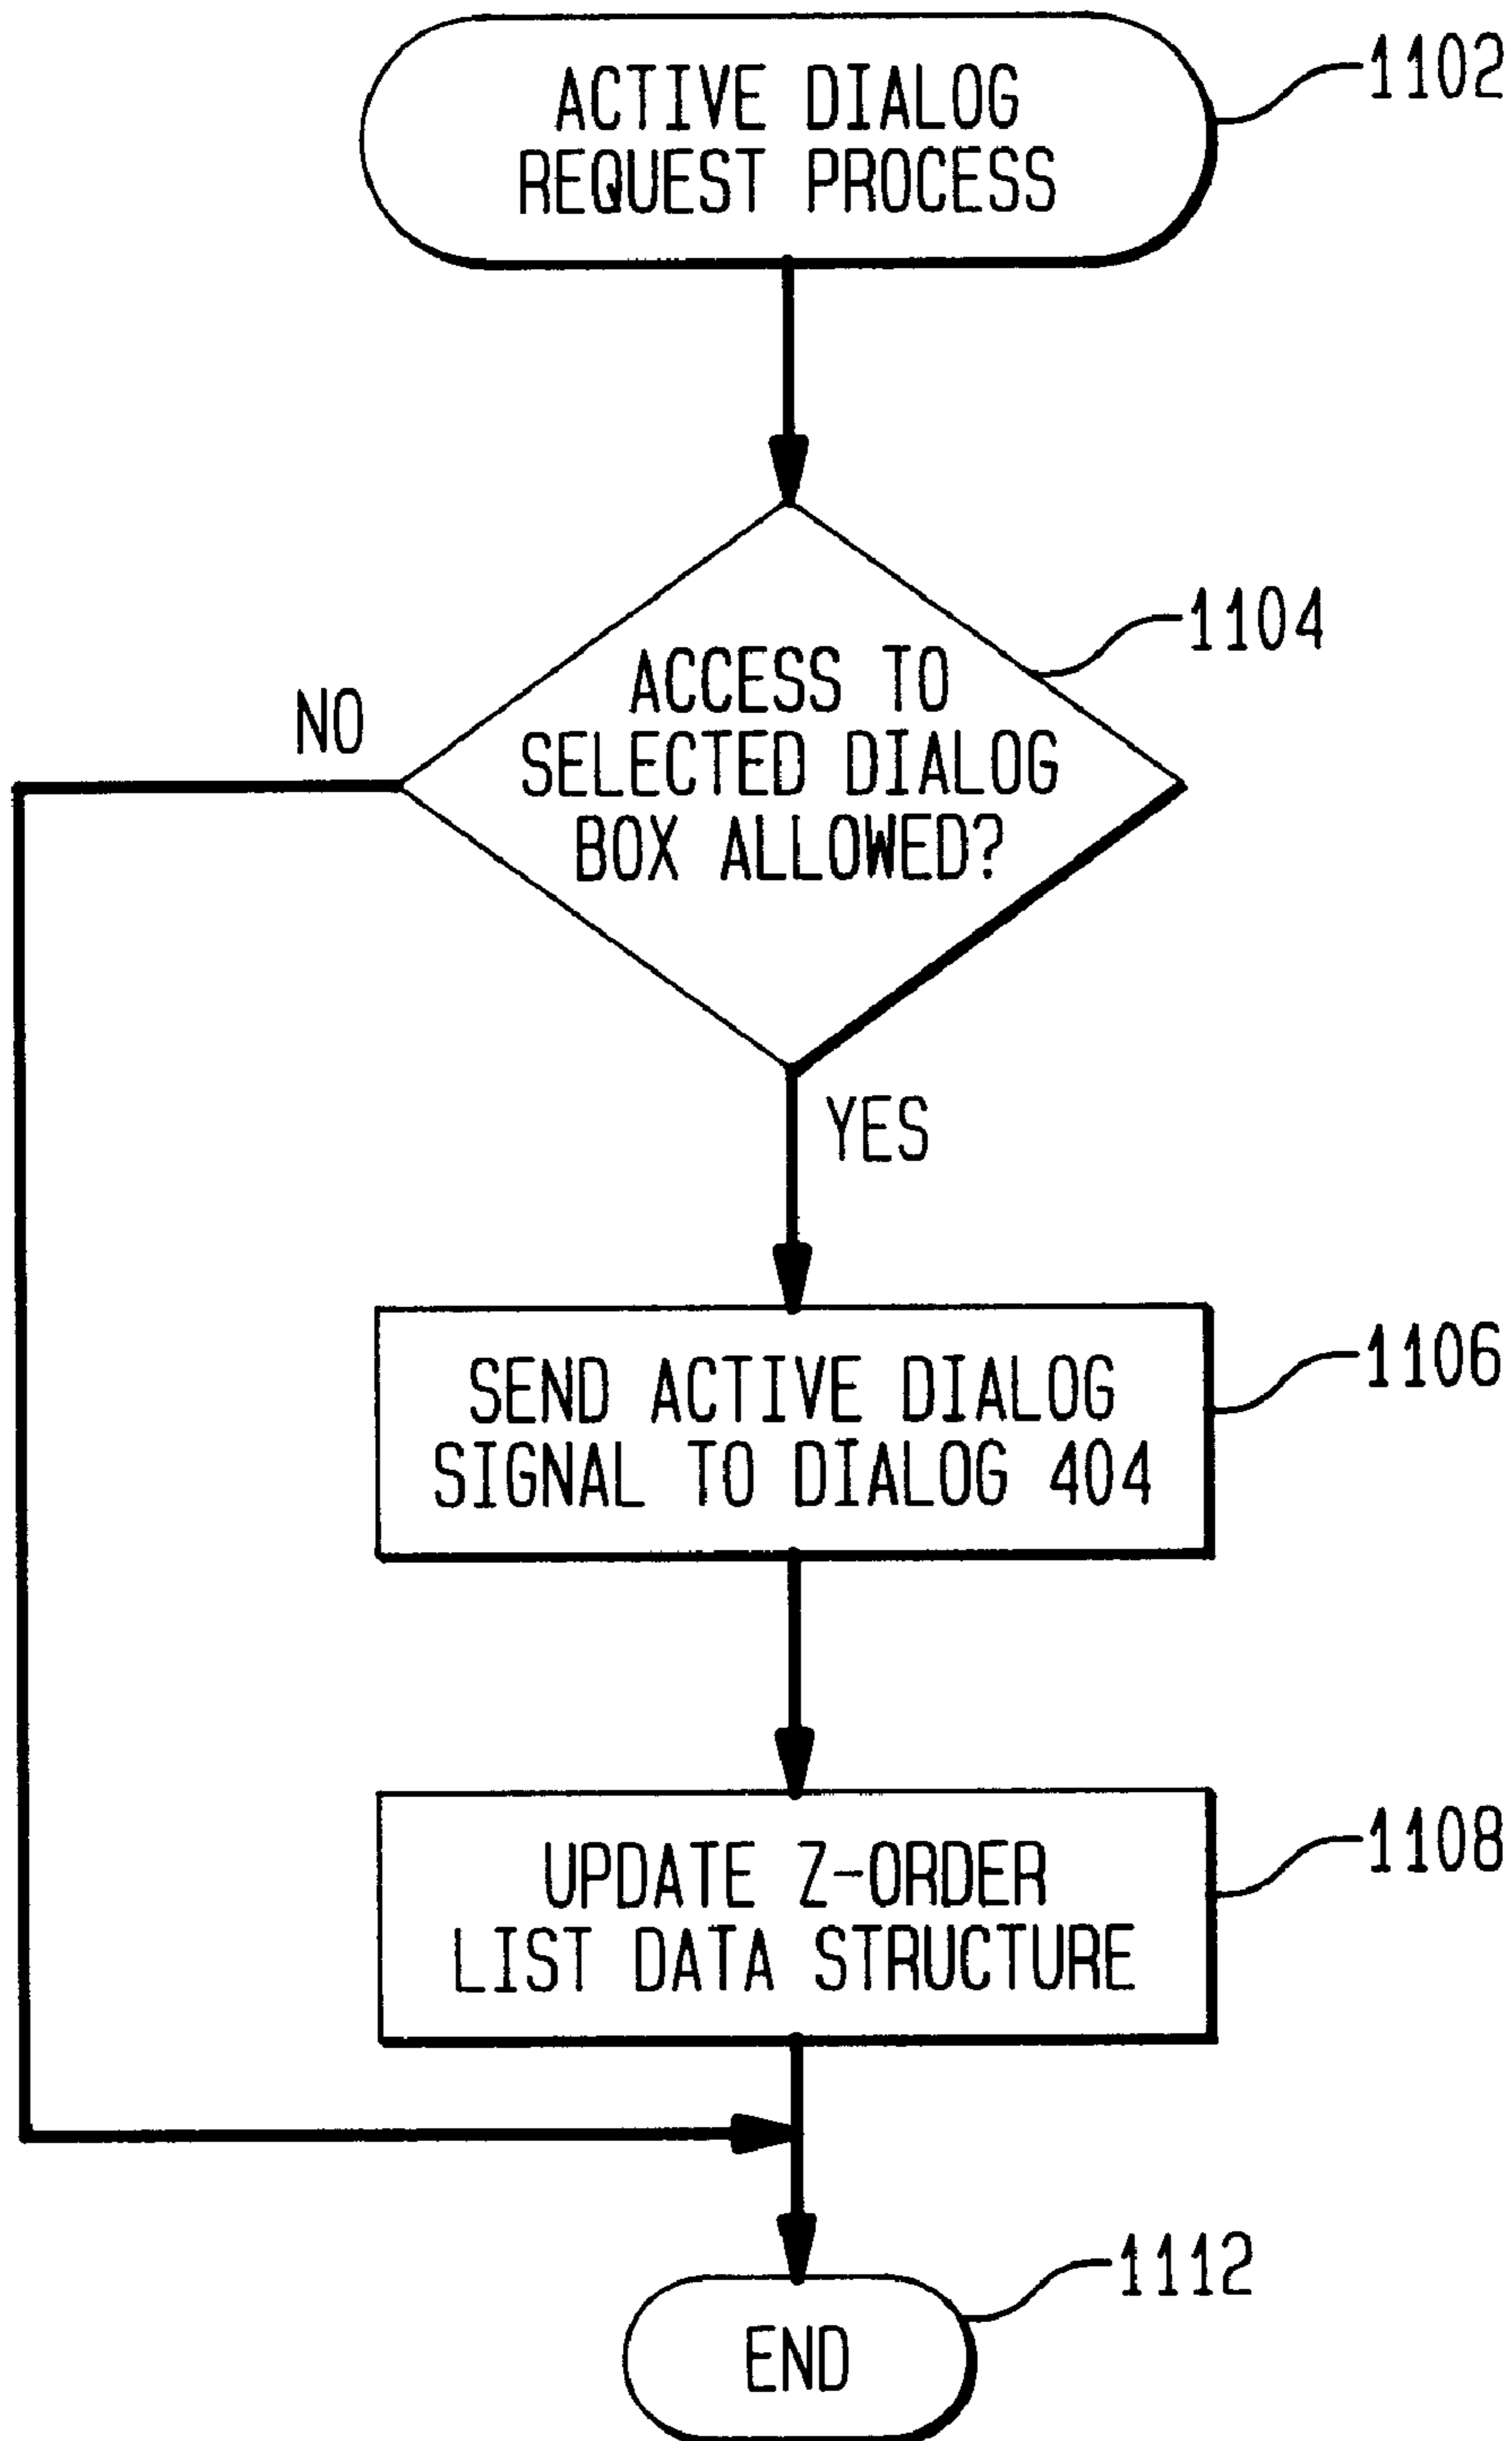 ACTIVE DIALOG
REQUEST PROCESS
1102
ACCESS TO
SELECTED DIALOG
BOX ALLOWED?
1104
NO
YES
SEND ACTIVE DIALOG
SIGNAL TO DIALOG 404
1106
UPDATE Z-ORDER
LIST DATA STRUCTURE
1108
END
1112